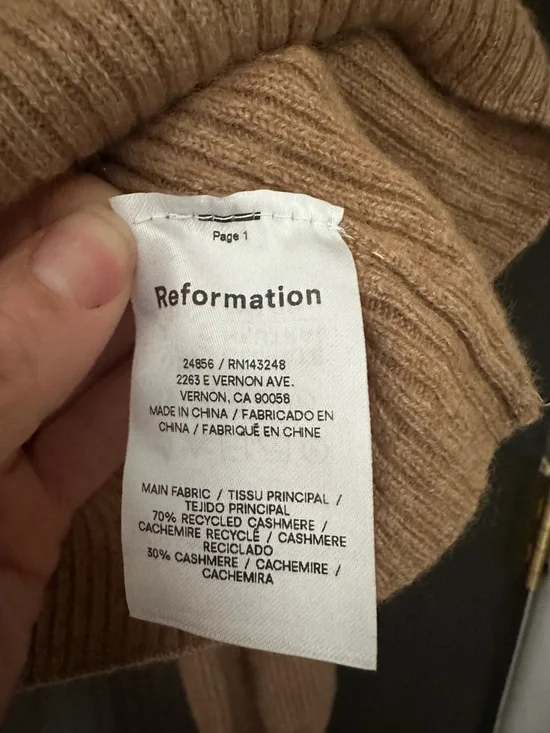 Page 1
Reformation
24856 / RN143248
2263 E VERNON AVE.
VERNON, CA 90058
MADE IN CHINA / FABRICADO EN
CHINA / FABRIQUÉ EN CHINE
MAIN FABRIC / TISSU PRINCIPAL /
TEJIDO PRINCIPAL
70% RECYCLED CASHMERE /
CACHEMIRE RECYCLÉ / CASHMERE
RECICLADO
30% CASHMERE / CACHEMIRE /
CACHEMIRA